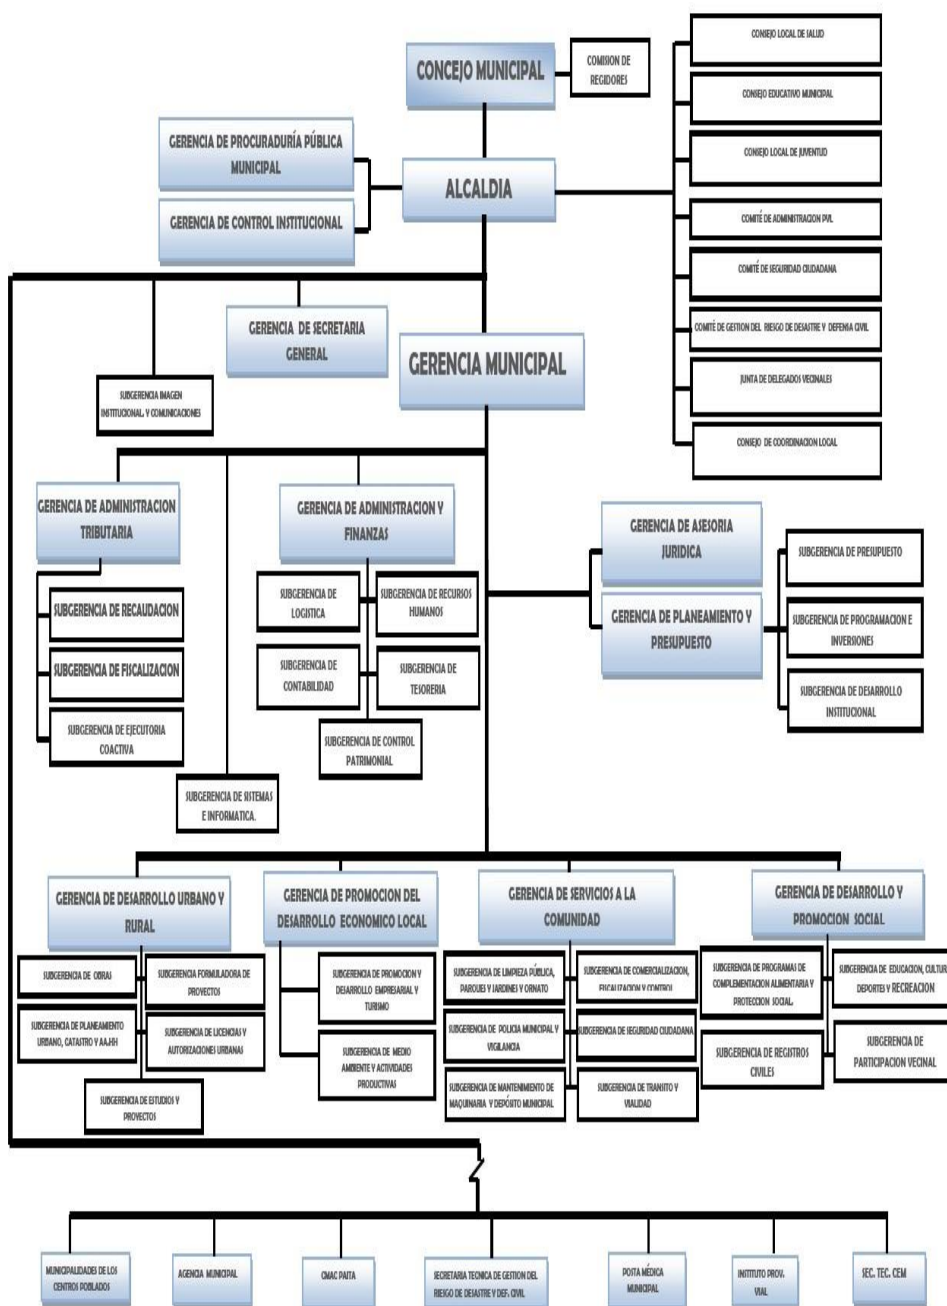 CONSEJO LOCAL DE SALUD
CONCEJO MUNICIPAL
COMISION DE
REGIDORES
CONSEJO EDUCATIVO MUNICIPAL
GERENCIA DE PROCURADURÍA PÚBLICA
MUNICIPAL
CONSEJO LOCAL DE JUVENTUD
ALCALDIA
GERENCIA DE CONTROL INSTITUCIONAL
COMITÉ DE ADMINISTRACION PVL
COMITÉ DE SEGURIDAD CIUDADANA
GERENCIA DE SECRETARIA
GENERAL
COMITÉ DE GESTION DEL RIESGO DE DESASTRE Y DEFENSA CIVIL
GERENCIA MUNICIPAL
JUNTA DE DELEGADOS VECINALES
SUBGERENCIA IMAGEN
INSTITUCIONAL. Y COMUNICACIONES
CONSEJO DE COORDINACION LOCAL
GERENCIA DE ADMINISTRACION
TRIBUTARIA
GERENCIA DE ADMINISTRACION Y
FINANZAS
GERENCIA DE ASESORIA
JURIDICA
SUBGERENCIA DE PRESUPUESTO
SUBGERENCIA DE RECAUDACION
SUBGERENCIA DE
LOGISTICA
SUBGERENCIA DE RECURSOS
HUMANOS
GERENCIA DE PLANEAMIENTO Y
PRESUPUESTO
SUBGERENCIA DE PROGRAMACION E
INVERSIONES
SUBGERENCIA DE FISCALIZACION
SUBGERENCIA DE
CONTABILIDAD
SUBGERENCIA DE
TESORERIA
SUBGERENCIA DE DESARROLLO
INSTITUCIONAL
SUBGERENCIA DE EJECUTORIA
COACTIVA
SUBGERENCIA DE CONTROL
PATRIMONIAL
SUBGERENCIA DE SISTEMAS
E INFORMATICA.
GERENCIA DE DESARROLLO URBANO Y
RURAL
GERENCIA DE PROMOCION DEL
DESARROLLO ECONOMICO LOCAL
GERENCIA DE SERVICIOS A LA
COMUNIDAD
GERENCIA DE DESARROLLO Y
PROMOCION SOCIAL
SUBGERENCIA DE OBRAS
SUBGERENCIA FORMULADORA DE
PROYECTOS
SUBGERENCIA DE PROMOCION Y
DESARROLLO EMPRESARIAL Y
TURISMO
SUBGERENCIA DE LIMPIEZA PÚBLICA,
PARQUES Y JARDINES Y ORNATO
SUBGERENCIA DE COMERCIALIZACION,
FISCALIZACION Y CONTROL
SUBGERENCIA DE PROGRAMAS DE
COMPLEMENTACION ALIMENTARIA Y
PROTECCION SOCIAL.
SUBGERENCIA DE EDUCACION, CULTURA
DEPORTES Y RECREACION
SUBGERENCIA DE PLANEAMIENTO
URBANO, CATASTRO Y AA.HH
SUBGERENCIA DE LICENCIAS Y
AUTORIZACIONES URBANAS
SUBGERENCIA DE MEDIO
AMBIENTE Y ACTIVIDADES
PRODUCTIVAS
SUBGERENCIA DE POLICIA MUNICIPAL Y
VIGILANCIA
SUBGERENCIA DE SEGURIDAD CIUDADANA
SUBGERENCIA DE REGISTROS
CIVILES
SUBGERENCIA DE
PARTICIPACION VECINAL
SUBGERENCIA DE ESTUDIOS Y
PROYECTOS
SUBGERENCIA DE MANTENIMIENTO DE
MAQUINARIA Y DEPÓSITO MUNICIPAL
SUBGERENCIA DE TRANSITO Y
VIALIDAD
MUNICIPALIDADES DE LOS
CENTROS POBLADOS
AGENCIA MUNICIPAL
CMAC PAITA
SECRETARIA TECNICA DE GESTION DEL
RIESGO DE DESASTRE Y DEF. CIVIL
POSTA MÉDICA
MUNICIPAL
INSTITUTO PROV.
VIAL
SEC. TEC. CEM